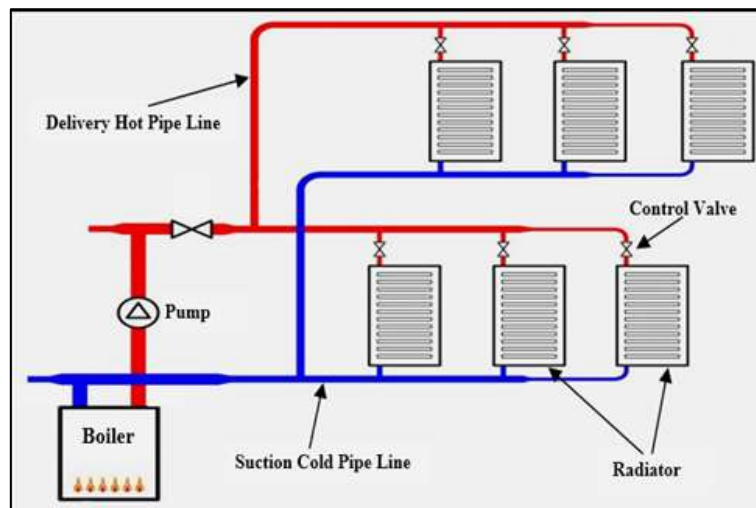 Delivery Hot Pipe Line
Control Valve
Pump
Boiler
Suction Cold Pipe Line
Radiator